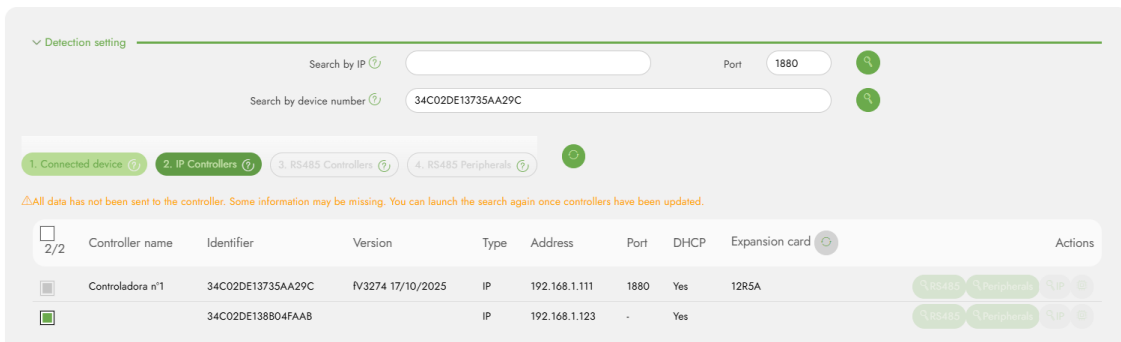 Detection setting
Search by IP ? Port 1880
Search by device number ? 34C02DE13735AA29C
1. Connected device ? 2. IP Controllers ? 3. RS485 Controllers ? 4. RS485 Peripherals ?
⚠All data has not been sent to the controller. Some information may be missing. You can launch the search again once controllers have been updated.
2/2 Controller name Identifier Version Type Address Port DHCP Expansion card Actions
Controladora n°1 34C02DE13735AA29C fV3274 17/10/2025 IP 192.168.1.111 1880 Yes 12R5A RS485 Peripherals IP
34C02DE138B04FAAB IP 192.168.1.123 - Yes RS485 Peripherals IP